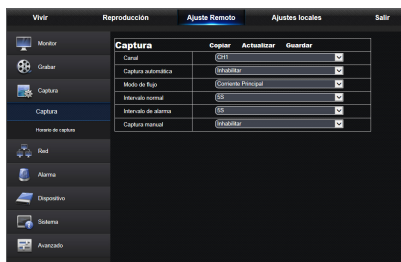 Vivir Reproducción Ajuste Remoto Ajustes locales Salir
Monitor
Grabar
Captura
Captura
Horario de captura
Red
Alarma
Dispositivo
Sistema
Avanzado
Captura Copiar Actualizar Guardar
Canal CH1
Captura automática Inhabilitar
Modo de flujo Corriente Principal
Intervalo normal 5S
Intervalo de alarma 5S
Captura manual Inhabilitar